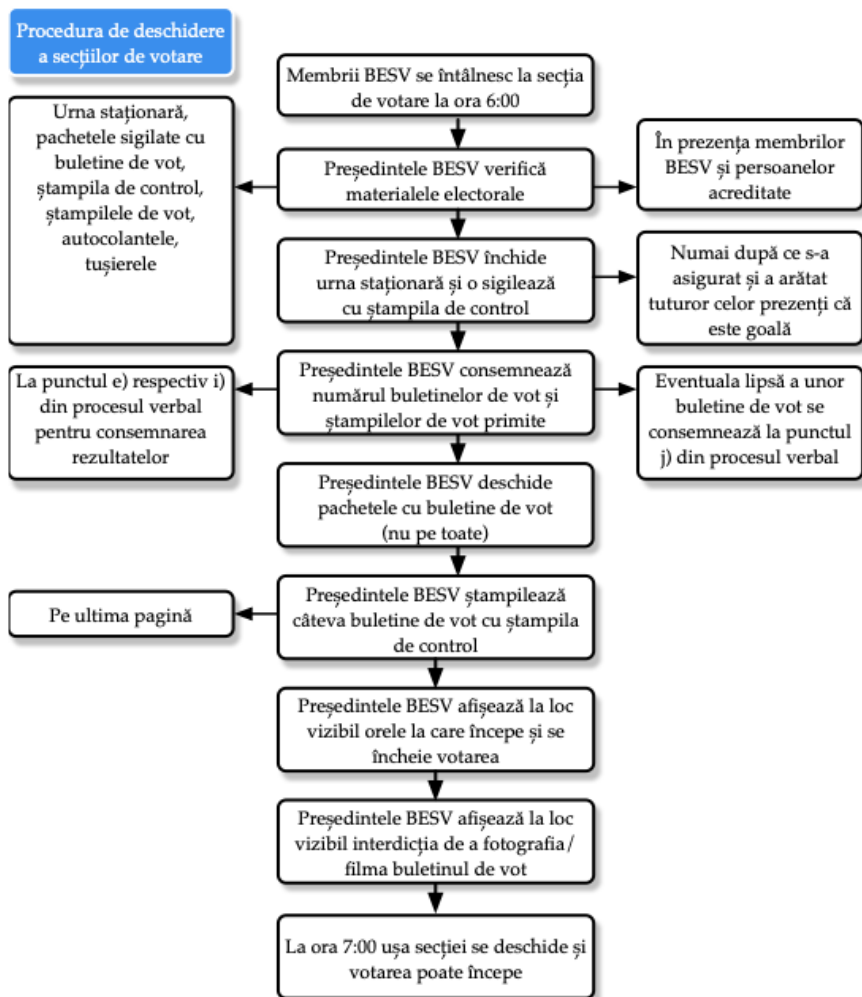 Procedura de deschidere
a secțiilor de votare
Membrii BESV se întâlnesc la secția
de votare la ora 6:00
Urna staționară,
pachetele sigilate cu
buletine de vot,
ștampila de control,
ștampilele de vot,
autocolantele,
tușierele
Președintele BESV verifică
materialele electorale
În prezența membrilor
BESV și persoanelor
acreditate
Președintele BESV închide
urna staționară și o sigilează
cu ștampila de control
Numai după ce s-a
asigurat și a arătat
tuturor celor prezenți că
este goală
La punctul e) respectiv i)
din procesul verbal
pentru consemnarea
rezultatelor
Președintele BESV consemnează
numărul buletinelor de vot și
ștampilelor de vot primite
Eventuala lipsă a unor
buletine de vot se
consemnează la punctul
j) din procesul verbal
Președintele BESV deschide
pachetele cu buletine de vot
(nu pe toate)
Pe ultima pagină
Președintele BESV ștampilează
câteva buletine de vot cu ștampila
de control
Președintele BESV afișează la loc
vizibil orele la care începe și se
încheie votarea
Președintele BESV afișează la loc
vizibil interdicția de a fotografia/
filma buletinul de vot
La ora 7:00 ușa secției se deschide și
votarea poate începe